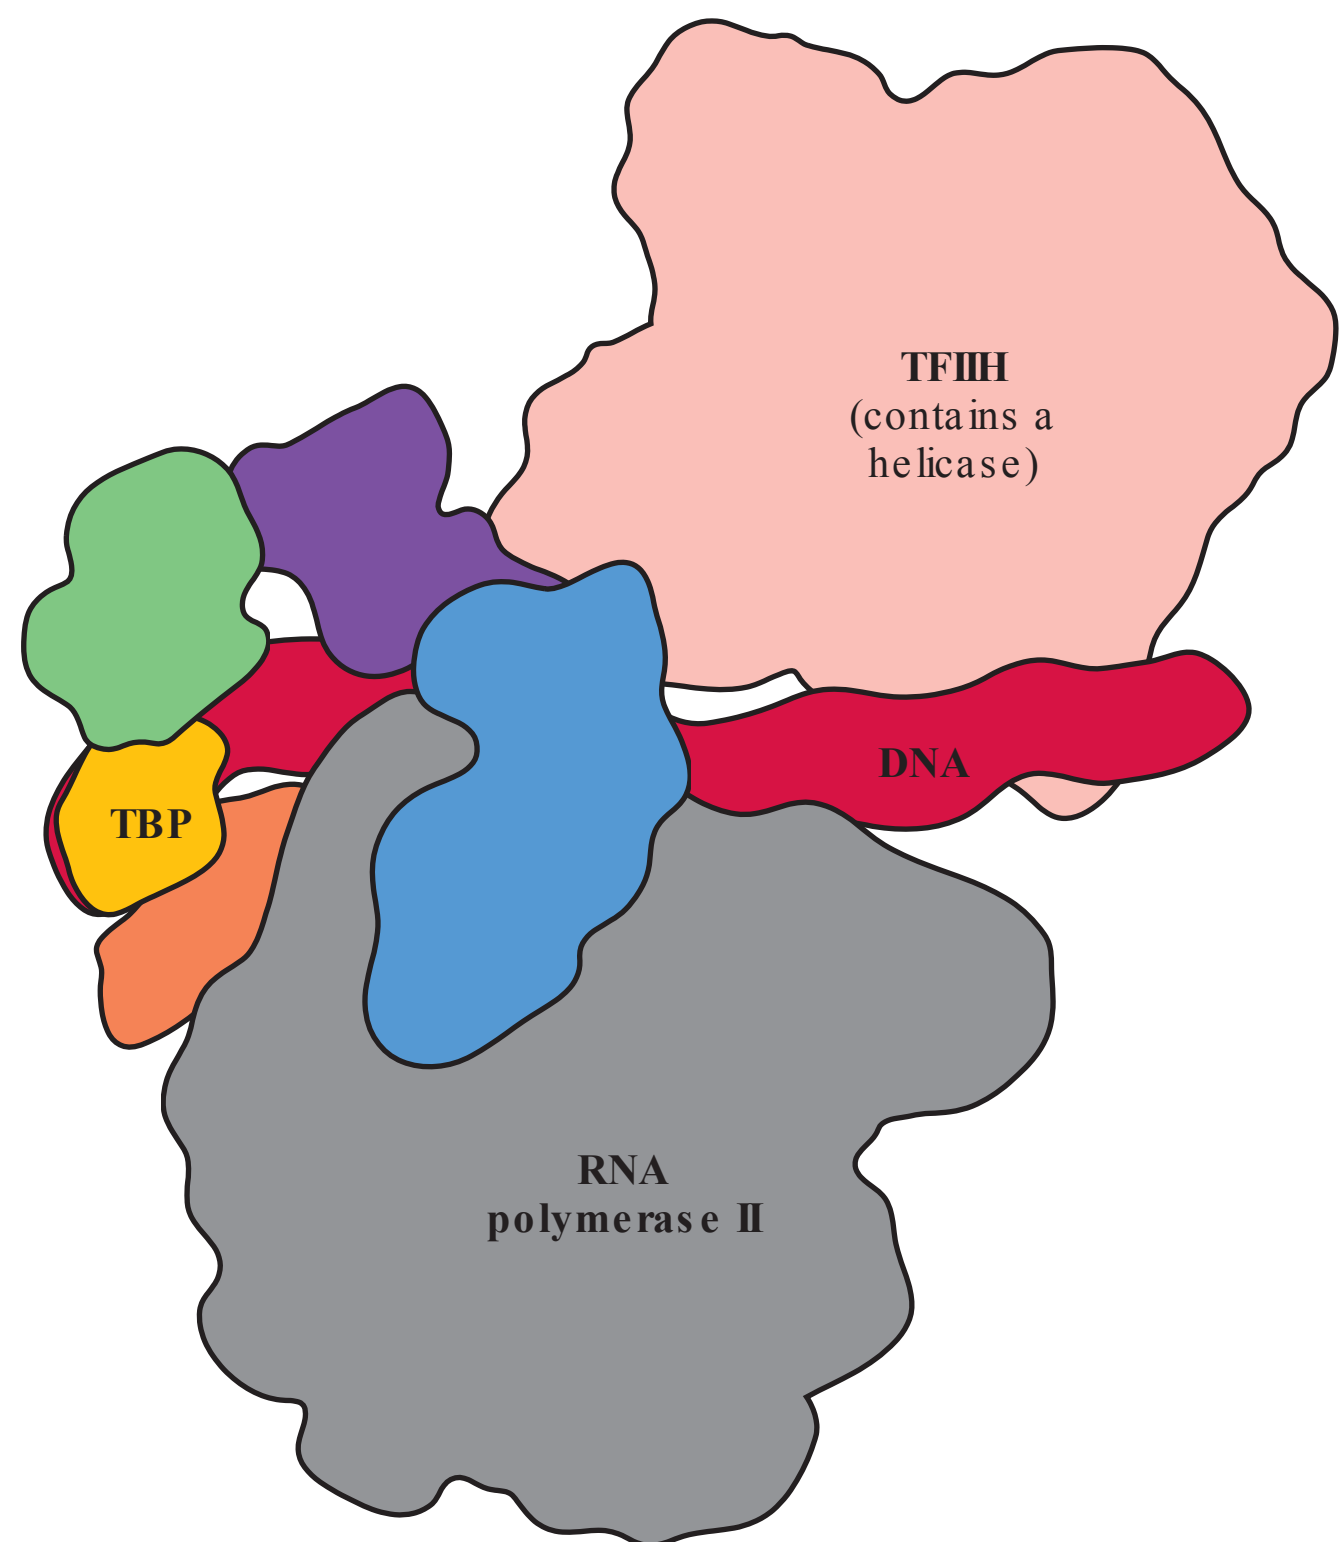 TFIIH
(contains a
helicase)
DNA
TBP
RNA
polymerase II